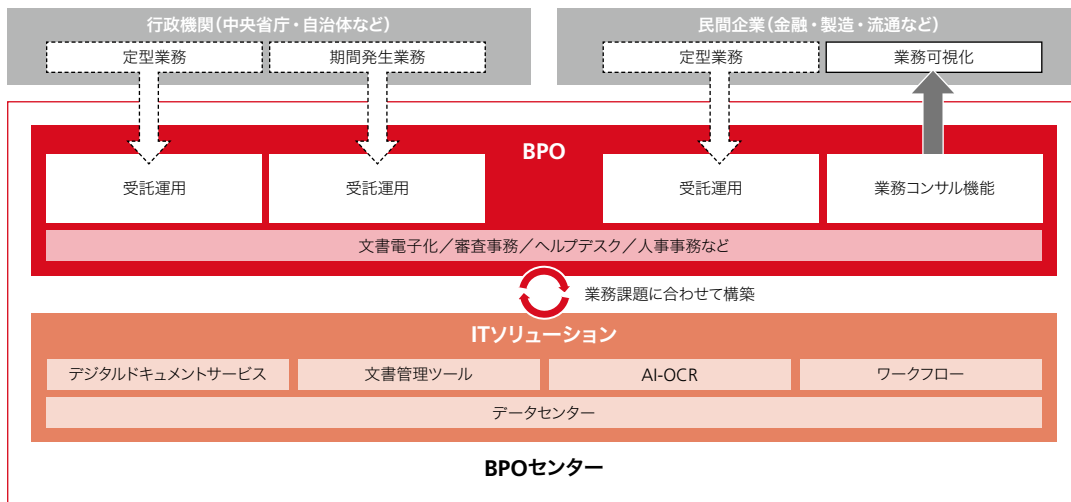 行政機関(中央省庁・自治体など)
定型業務
期間発生業務
民間企業(金融・製造・流通など)
定型業務
業務可視化
BPO
受託運用
受託運用
受託運用
業務コンサル機能
文書電子化／審査事務／ヘルプデスク／人事事務など
業務課題に合わせて構築
ITソリューション
デジタルドキュメントサービス
文書管理ツール
AI-OCR
ワークフロー
データセンター
BPOセンター